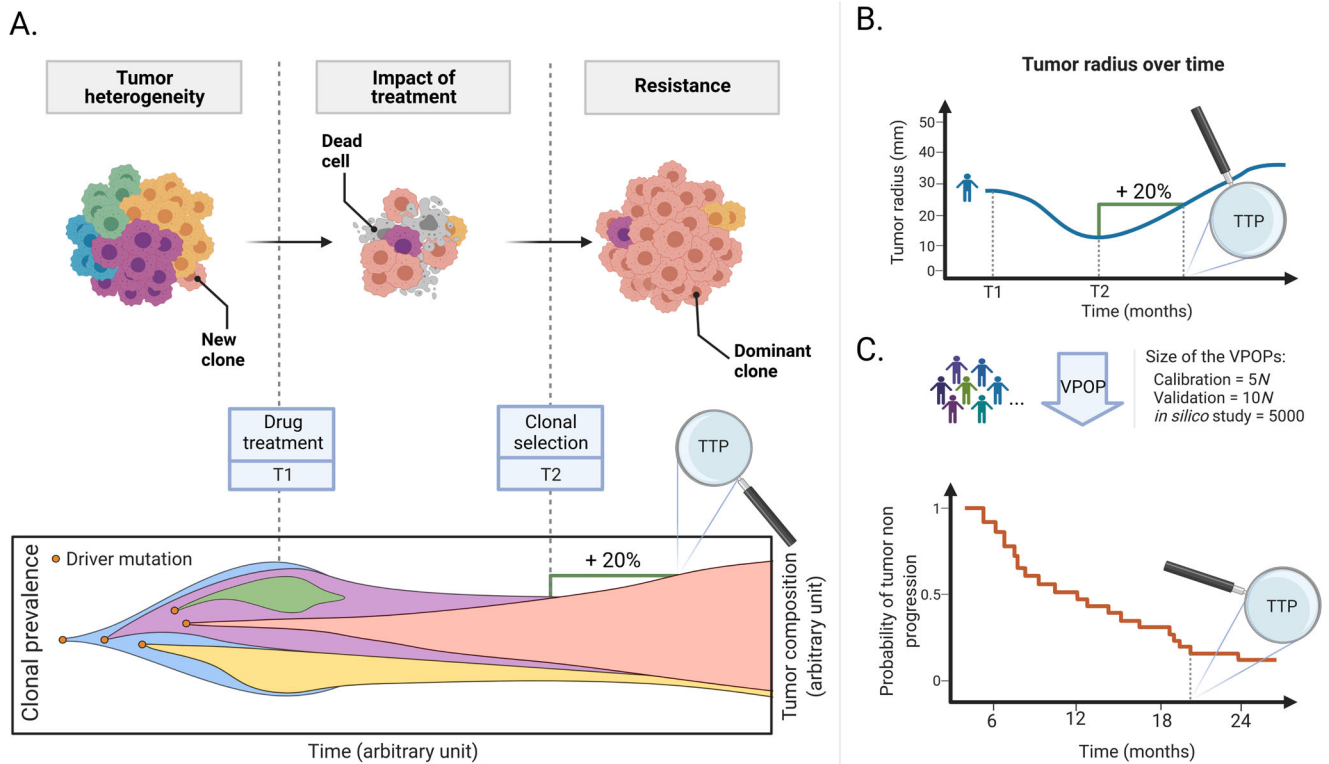 A.
Tumor
heterogeneity
Impact of
treatment
Resistance
Dead
cell
New
clone
Dominant
clone
Drug
treatment
T1
Clonal
selection
T2
TTP
Driver mutation
+ 20%
Clonal prevalence
Tumor composition
(arbitrary unit)
Time (arbitrary unit)
B.
Tumor radius over time
Tumor radius (mm)
50
40
30
20
10
0
+ 20%
TTP
T1
T2
Time (months)
C.
...
VPOP
Size of the VPOPs:
Calibration = 5N
Validation = 10N
in silico study = 5000
Probability of tumor non
progression
1
0.5
0
TTP
6
12
18
24
Time (months)